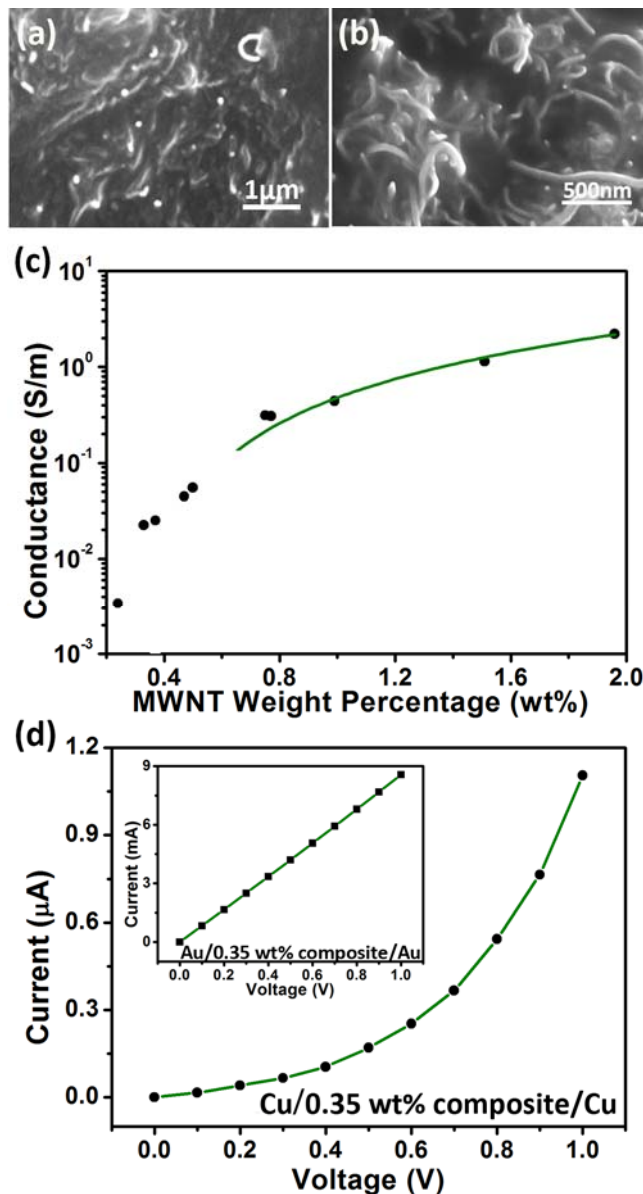 (a)
1μm
(b)
500nm
(c)
Conductance (S/m)
10¹
10⁰
10⁻¹
10⁻²
10⁻³
0.4 0.8 1.2 1.6 2.0
MWNT Weight Percentage (wt%)
(d)
Current (μA)
1.2
0.9
0.6
0.3
0.0
Current (mA)
9
6
3
0
Au/0.35 wt% composite/Au
0.0 0.2 0.4 0.6 0.8 1.0
Voltage (V)
Cu/0.35 wt% composite/Cu
0.0 0.2 0.4 0.6 0.8 1.0
Voltage (V)